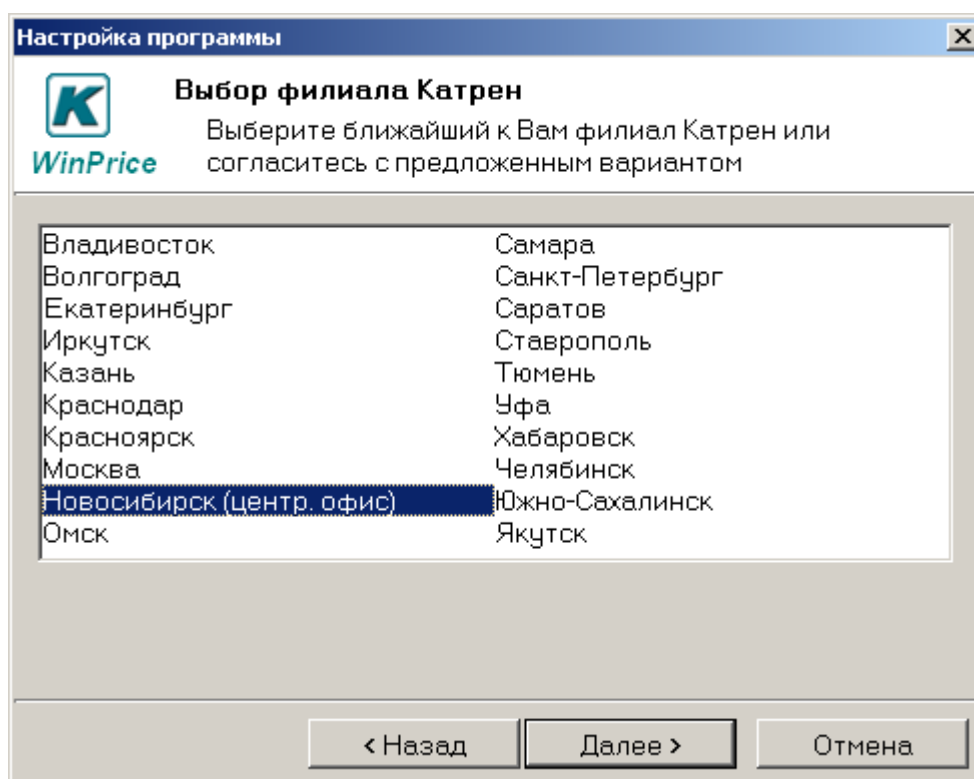 Настройка программы
K
WinPrice
Выбор филиала Катрен
Выберите ближайший к Вам филиал Катрен или
согласитесь с предложенным вариантом
Владивосток
Волгоград
Екатеринбург
Иркутск
Казань
Краснодар
Красноярск
Москва
Новосибирск (центр. офис)
Омск
Самара
Санкт-Петербург
Саратов
Ставрополь
Тюмень
Уфа
Хабаровск
Челябинск
Южно-Сахалинск
Якутск
< Назад
Далее >
Отмена